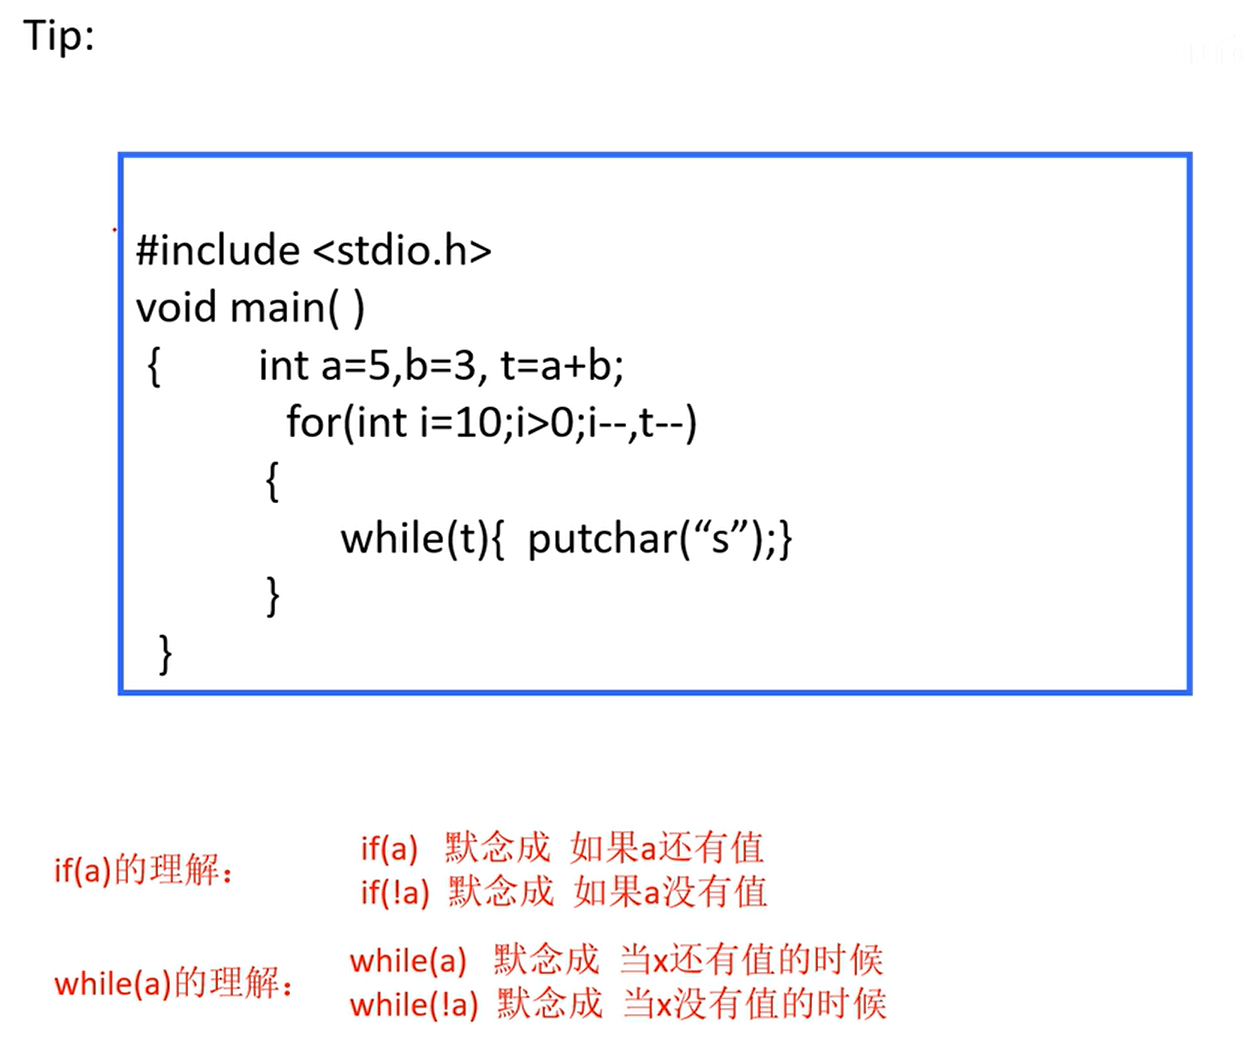 Tip:
#include <stdio.h>
void main( )
{ int a=5,b=3, t=a+b;
for(int i=10;i>0;i--,t--)
{
while(t){ putchar(“s”);}
}
}
if(a)的理解：
if(a) 默念成 如果a还有值
if(!a) 默念成 如果a没有值
while(a)的理解：
while(a) 默念成 当x还有值的时候
while(!a) 默念成 当x没有值的时候